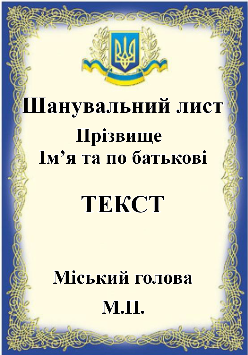 Шанувальний лист
Прізвище
Ім’я та по батькові
ТЕКСТ
Міський голова
М.П.